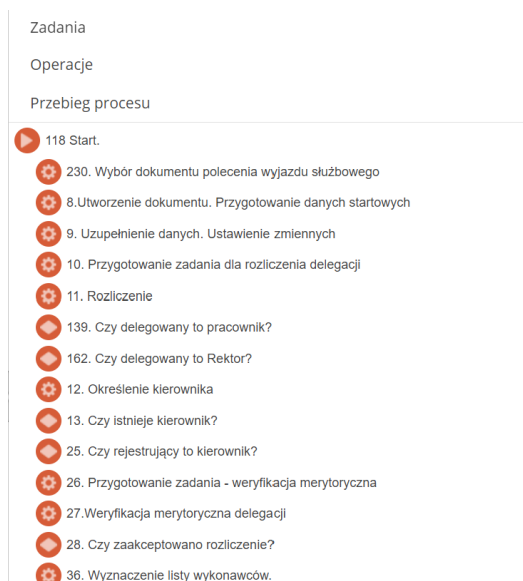 Zadania
Operacje
Przebieg procesu
118 Start.
230. Wybór dokumentu polecenia wyjazdu służbowego
8.Utworzenie dokumentu. Przygotowanie danych startowych
9. Uzupełnienie danych. Ustawienie zmiennych
10. Przygotowanie zadania dla rozliczenia delegacji
11. Rozliczenie
139. Czy delegowany to pracownik?
162. Czy delegowany to Rektor?
12. Określenie kierownika
13. Czy istnieje kierownik?
25. Czy rejestrujący to kierownik?
26. Przygotowanie zadania - weryfikacja merytoryczna
27.Weryfikacja merytoryczna delegacji
28. Czy zaakceptowano rozliczenie?
36. Wyznaczenie listy wykonawców.